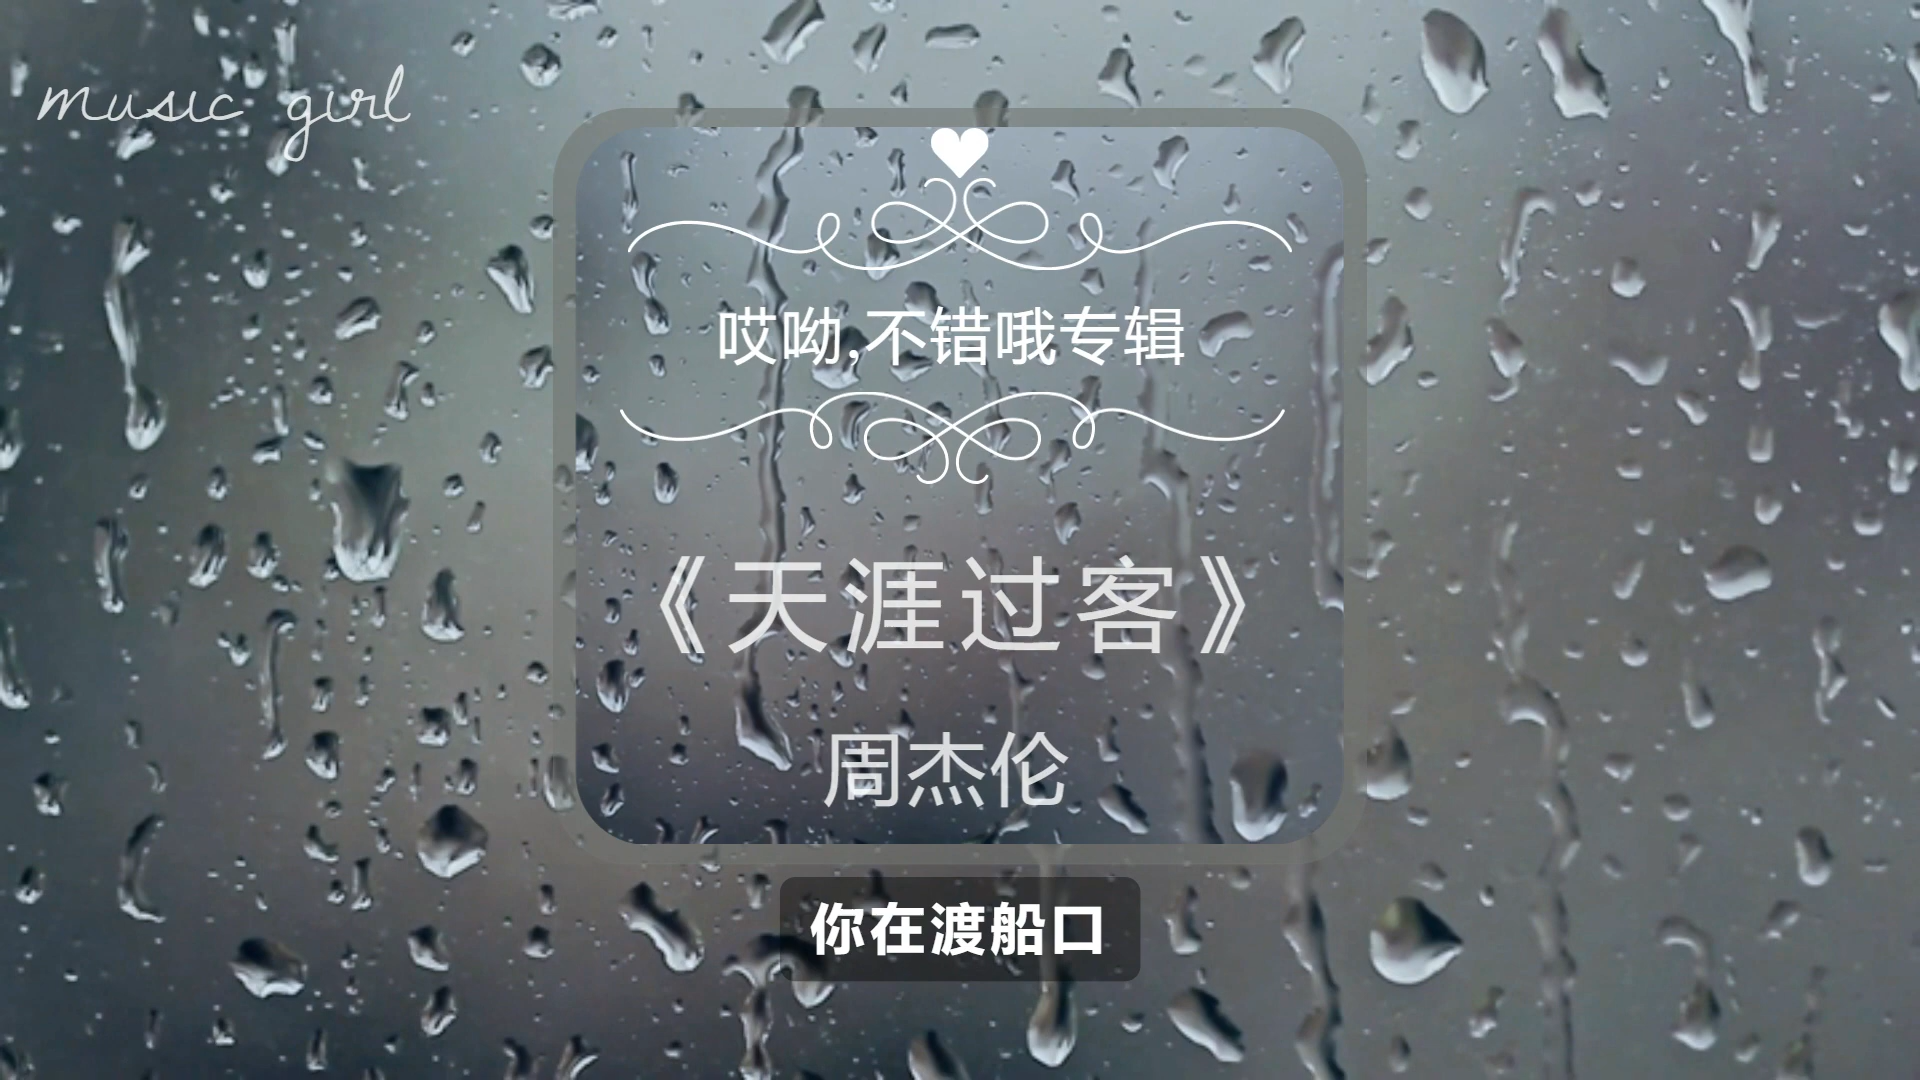 music girl
哎呦,不错哦专辑
《天涯过客》
周杰伦
你在渡船口